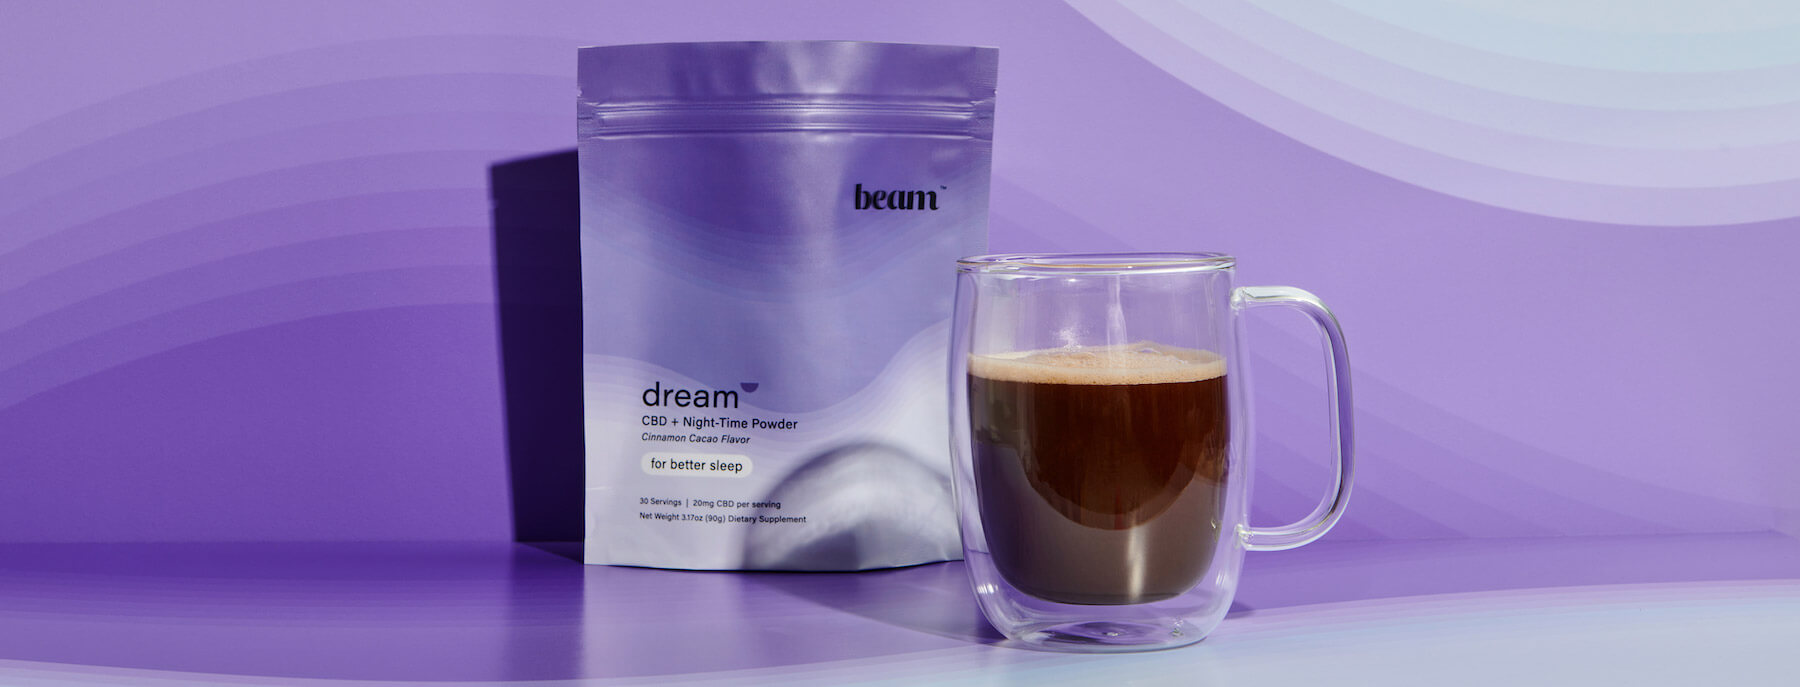 beam™
dream
CBD + Night-Time Powder
Cinnamon Cacao Flavor
for better sleep
30 Servings | 20mg CBD per serving
Net Weight 3.17oz (90g) Dietary Supplement